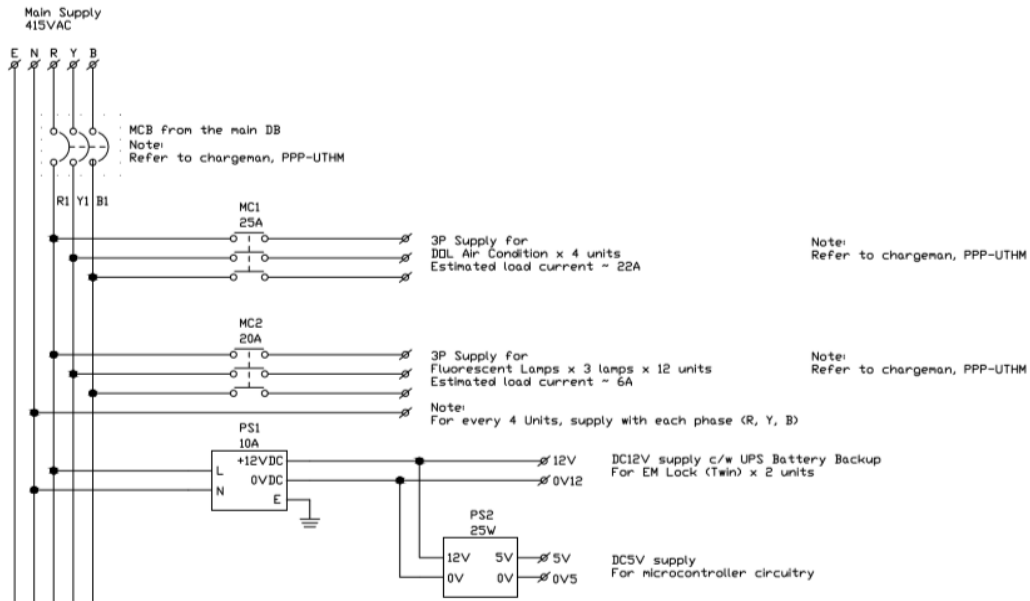 Main Supply
415VAC
E N R Y B
MCB from the main DB
Note:
Refer to chargeman, PPP-UTHM
R1 Y1 B1
MC1
25A
3P Supply for
DOL Air Condition x 4 units
Estimated load current ~ 22A
Note:
Refer to chargeman, PPP-UTHM
MC2
20A
3P Supply for
Fluorescent Lamps x 3 lamps x 12 units
Estimated load current ~ 6A
Note:
Refer to chargeman, PPP-UTHM
Note:
For every 4 Units, supply with each phase (R, Y, B)
PS1
10A
+12VDC
L
0VDC
N
E
12V
0V12
DC12V supply c/w UPS Battery Backup
For EM Lock (Twin) x 2 units
PS2
25W
12V 5V
0V 0V
5V
0V5
DC5V supply
For microcontroller circuitry